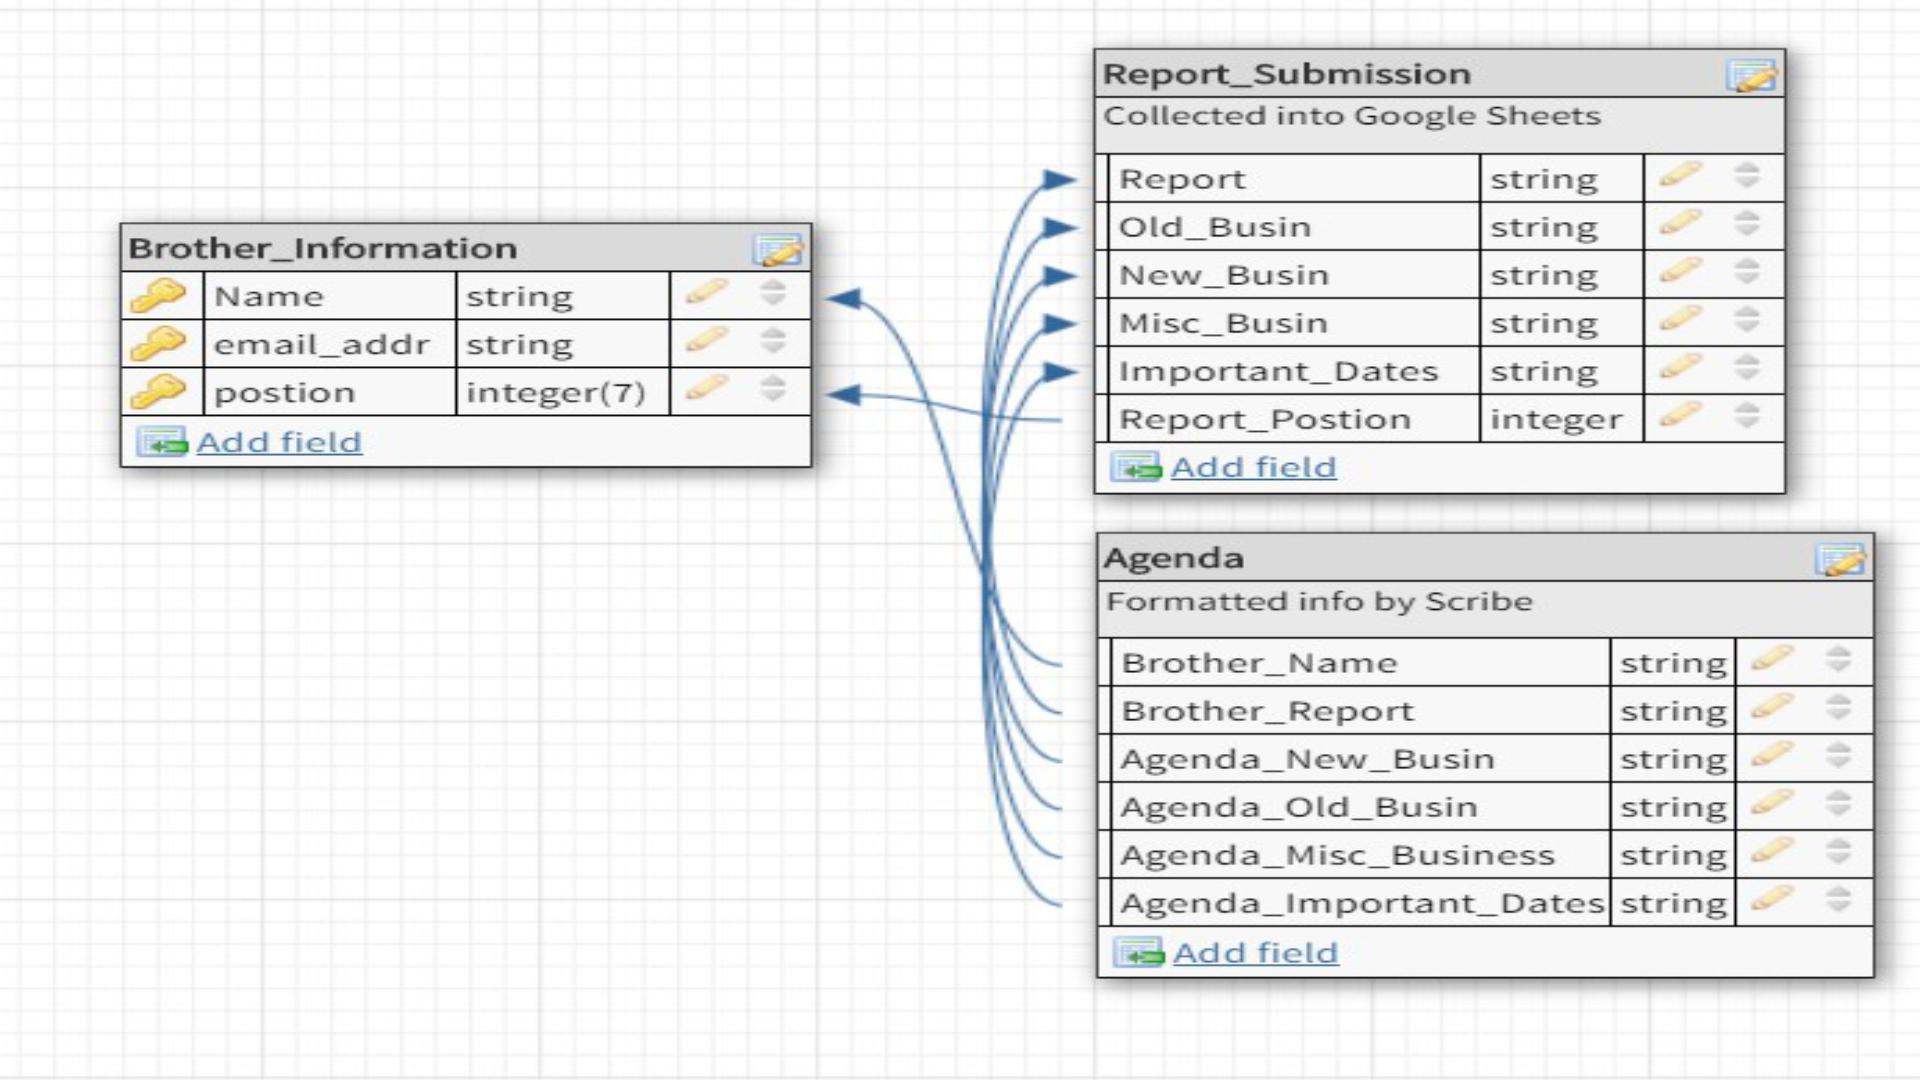 Brother_Information
Name string
email_addr string
postion integer(7)
Add field
Report_Submission
Collected into Google Sheets
Report string
Old_Busin string
New_Busin string
Misc_Busin string
Important_Dates string
Report_Postion integer
Add field
Agenda
Formatted info by Scribe
Brother_Name string
Brother_Report string
Agenda_New_Busin string
Agenda_Old_Busin string
Agenda_Misc_Business string
Agenda_Important_Dates string
Add field